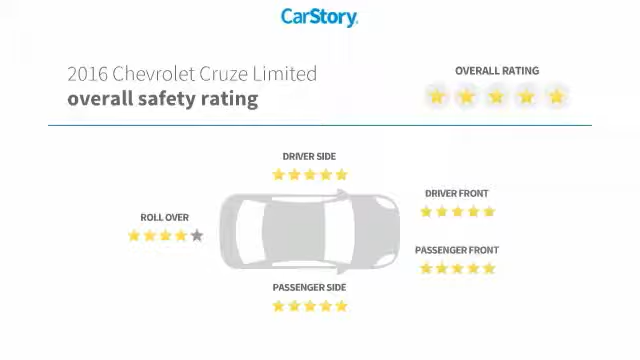 CarStory
2016 Chevrolet Cruze Limited
overall safety rating
OVERALL RATING
DRIVER SIDE
DRIVER FRONT
ROLL OVER
PASSENGER FRONT
PASSENGER SIDE